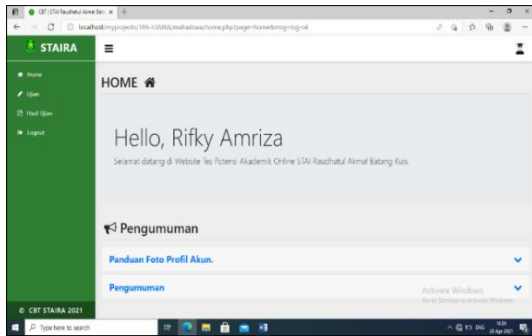 CBT | STAI Raudhatul Akmal Bat
localhost/myprojects/TPA-STAIRA/mahasiswa/home.php?page=home&msg=log-ok
STAIRA
Home
Ujian
Hasil Ujian
Logout
HOME
Hello, Rifky Amriza
Selamat datang di Website Tes Potensi Akademik Online STAI Raudhatul Akmal Batang Kuis.
Pengumuman
Panduan Foto Profil Akun.
Pengumuman
Activate Windows
Go to Settings to activate Windows.
© CBT STAIRA 2021
Type here to search
ENG